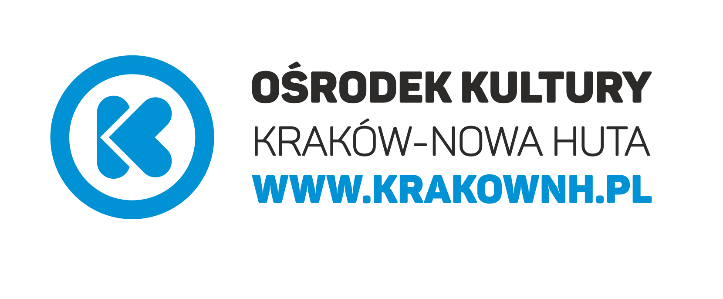 OŚRODEK KULTURY
KRAKÓW-NOWA HUTA
WWW.KRAKOWNH.PL